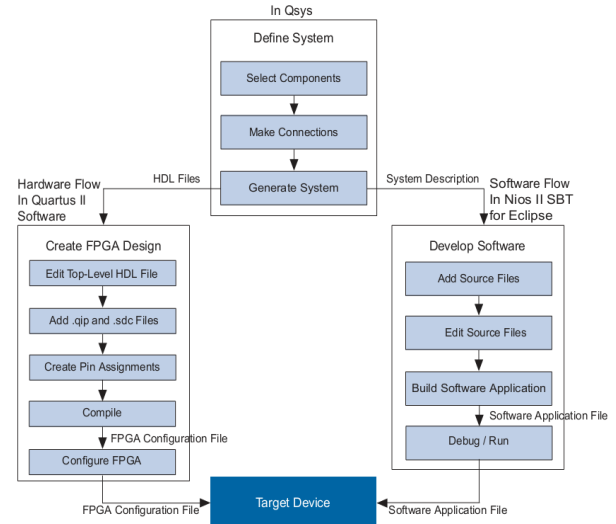 In Qsys
Define System
Select Components
Make Connections
Generate System
HDL Files
System Description
Hardware Flow
In Quartus II
Software
Create FPGA Design
Edit Top-Level HDL File
Add .qip and .sdc Files
Create Pin Assignments
Compile
FPGA Configuration File
Configure FPGA
FPGA Configuration File
Software Flow
In Nios II SBT
for Eclipse
Develop Software
Add Source Files
Edit Source Files
Build Software Application
Software Application File
Debug / Run
Software Application File
Target Device